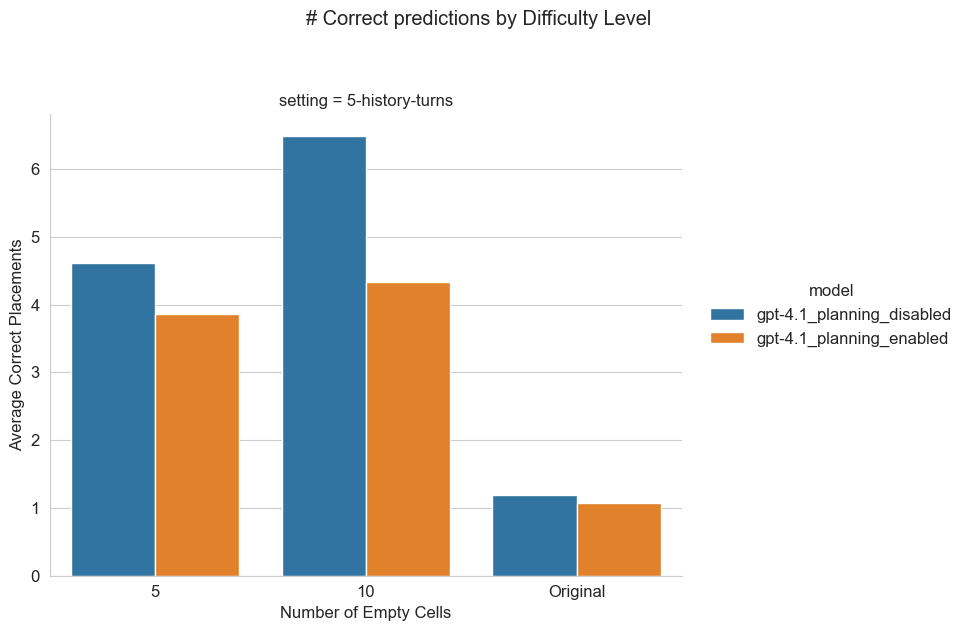 # Correct predictions by Difficulty Level
setting = 5-history-turns
Average Correct Placements
6
5
4
3
2
1
0
5
10
Original
Number of Empty Cells
model
gpt-4.1_planning_disabled
gpt-4.1_planning_enabled